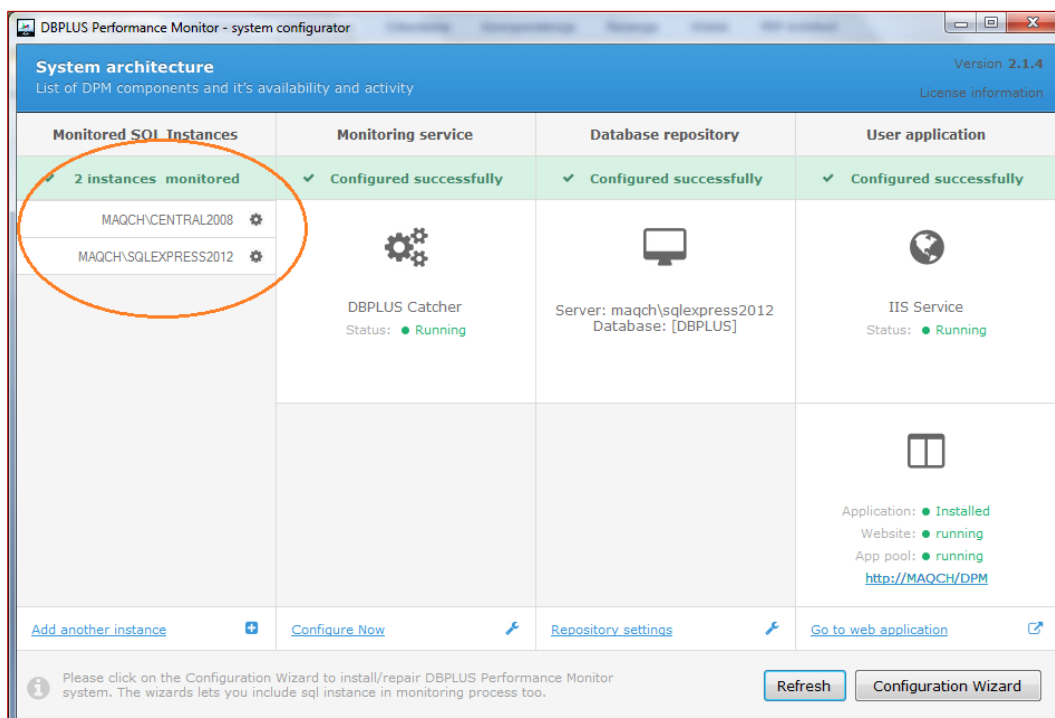 DBPLUS Performance Monitor - system configurator
System architecture
List of DPM components and it's availability and activity
Version 2.1.4
License information
Monitored SQL Instances
2 instances monitored
MAQCH\CENTRAL2008
MAQCH\SQLEXPRESS2012
Add another instance
Monitoring service
Configured successfully
DBPLUS Catcher
Status: Running
Configure Now
Database repository
Configured successfully
Server: maqch\sqlexpress2012
Database: [DBPLUS]
Repository settings
User application
Configured successfully
IIS Service
Status: Running
Application: Installed
Website: running
App pool: running
http://MAQCH/DPM
Go to web application
Please click on the Configuration Wizard to install/repair DBPLUS Performance Monitor
system. The wizards lets you include sql instance in monitoring process too.
Refresh
Configuration Wizard